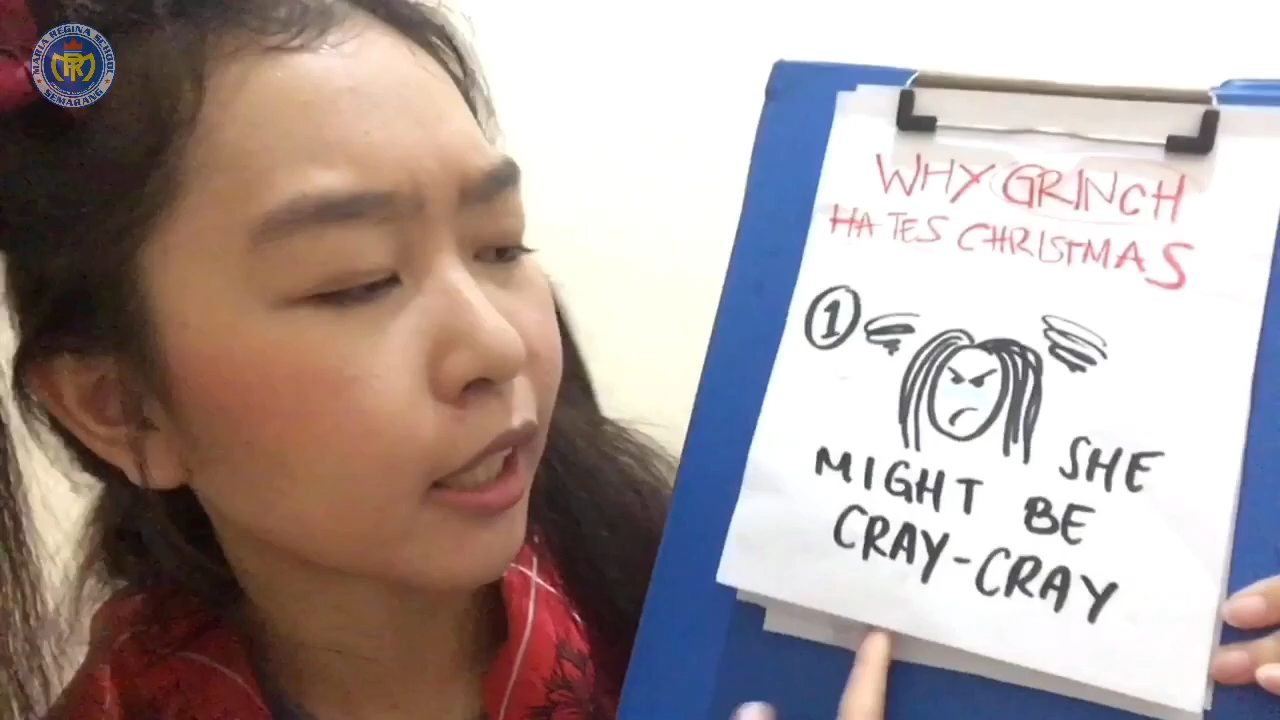 MARIA REGINA SCHOOL
SEMARANG
WHY GRINCH
HATES CHRISTMAS
1
SHE
MIGHT BE
CRAY-CRAY